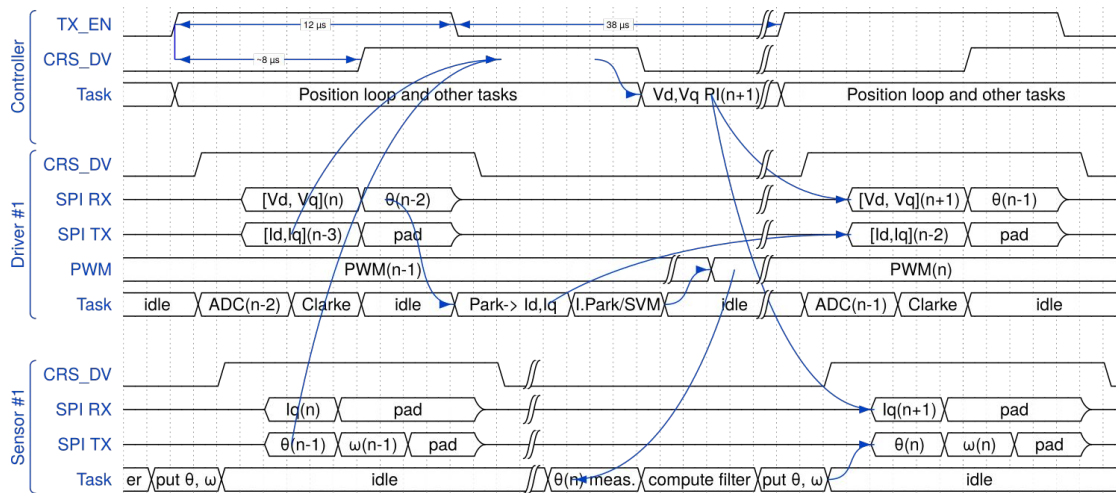 Controller
TX_EN
12 µs
38 µs
CRS_DV
~8 µs
Task
Position loop and other tasks
Vd,Vq PI(n+1)
Position loop and other tasks
Driver #1
CRS_DV
SPI RX
[Vd, Vq](n)
θ(n-2)
[Vd, Vq](n+1)
θ(n-1)
SPI TX
[Id,Iq](n-3)
pad
[Id,Iq](n-2)
pad
PWM
PWM(n-1)
PWM(n)
Task
idle
ADC(n-2)
Clarke
idle
Park-> Id,Iq
I.Park/SVM
idle
ADC(n-1)
Clarke
idle
Sensor #1
CRS_DV
SPI RX
Iq(n)
pad
Iq(n+1)
pad
SPI TX
θ(n-1)
ω(n-1)
pad
θ(n)
ω(n)
pad
Task
er
put θ, ω
idle
θ(n) meas.
compute filter
put θ, ω
idle